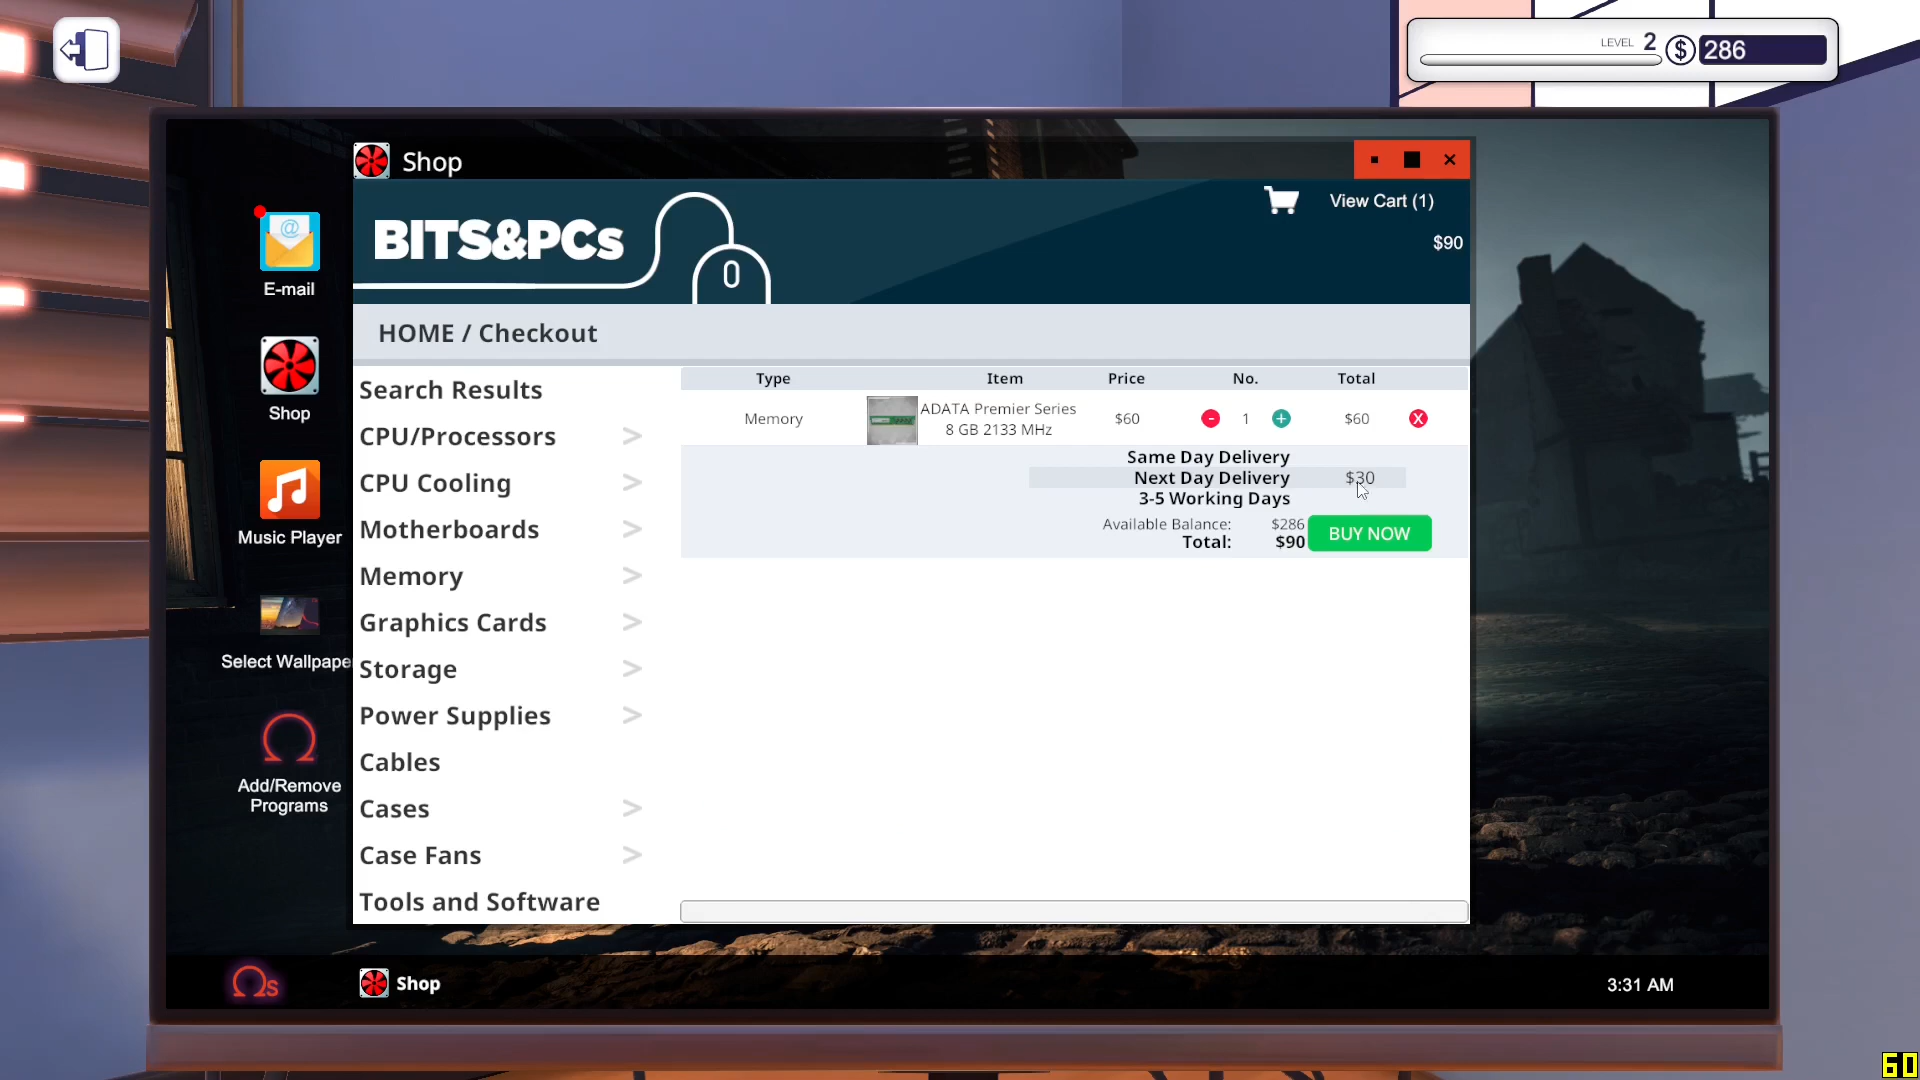 LEVEL 2 $ 286
Shop
View Cart (1)
BITS&PCs
$90
HOME / Checkout
Search Results
CPU/Processors >
CPU Cooling >
Motherboards >
Memory >
Graphics Cards >
Storage >
Power Supplies >
Cables
Cases >
Case Fans >
Tools and Software
Type Item Price No. Total
Memory ADATA Premier Series $60 - 1 + $60 X
8 GB 2133 MHz
Same Day Delivery
Next Day Delivery $30
3-5 Working Days
Available Balance: $286
Total: $90
BUY NOW
@
E-mail
Shop
Music Player
Select Wallpape
Add/Remove
Programs
Ωs
Shop
3:31 AM
60